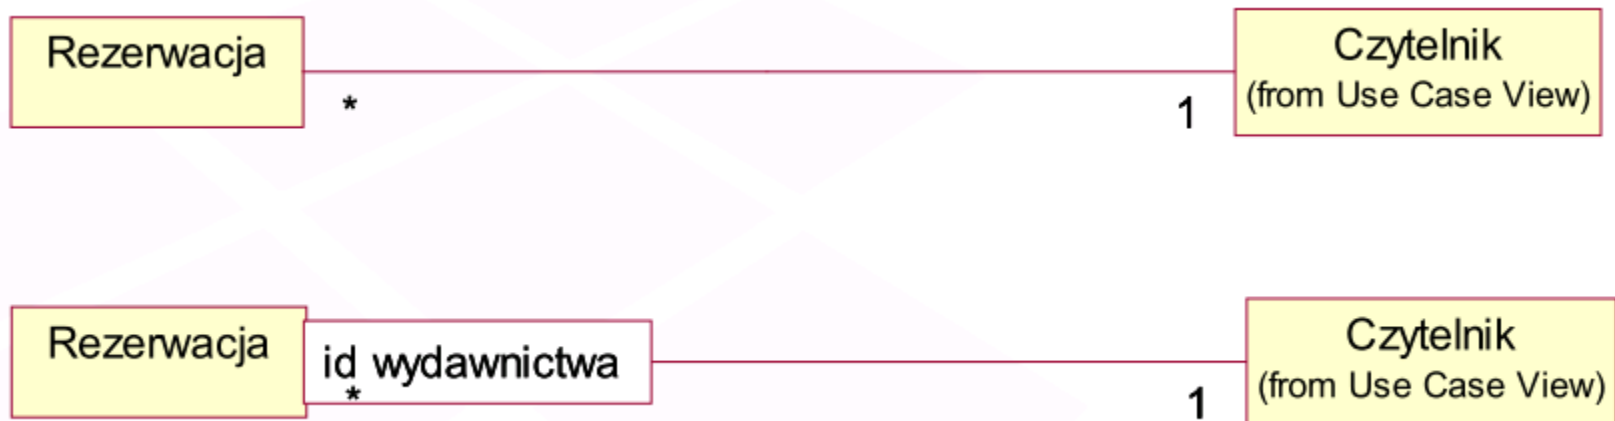 Rezerwacja
Czytelnik
(from Use Case View)
*
1
Rezerwacja
id wydawnictwa
*
Czytelnik
(from Use Case View)
1